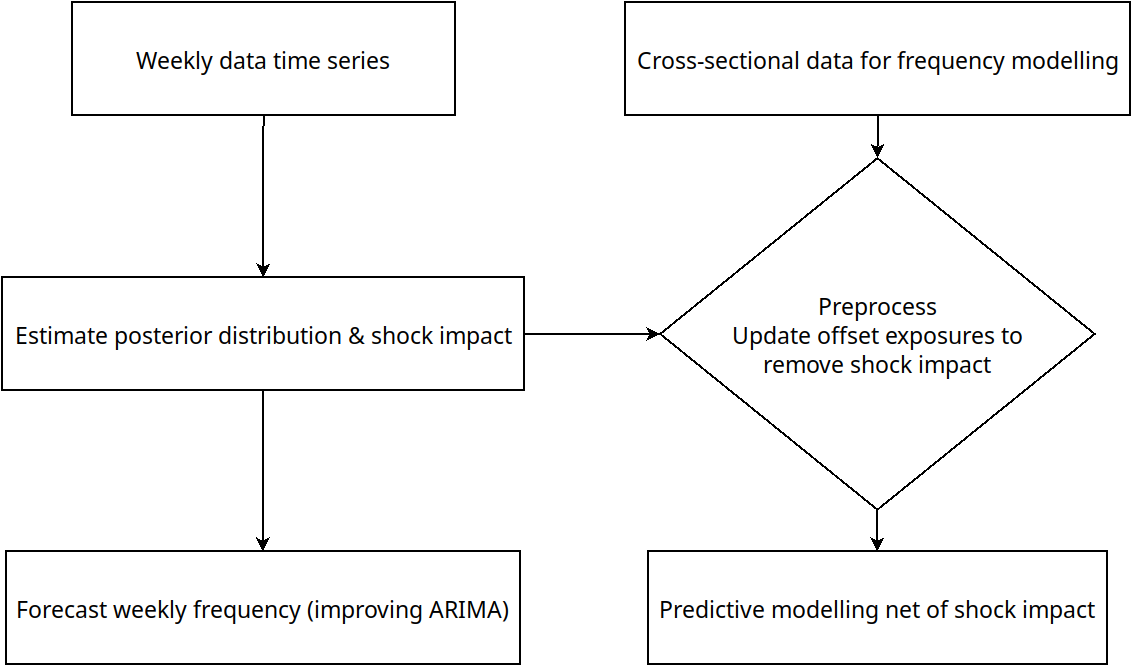 Weekly data time series
Cross-sectional data for frequency modelling
Estimate posterior distribution & shock impact
Preprocess
Update offset exposures to
remove shock impact
Forecast weekly frequency (improving ARIMA)
Predictive modelling net of shock impact